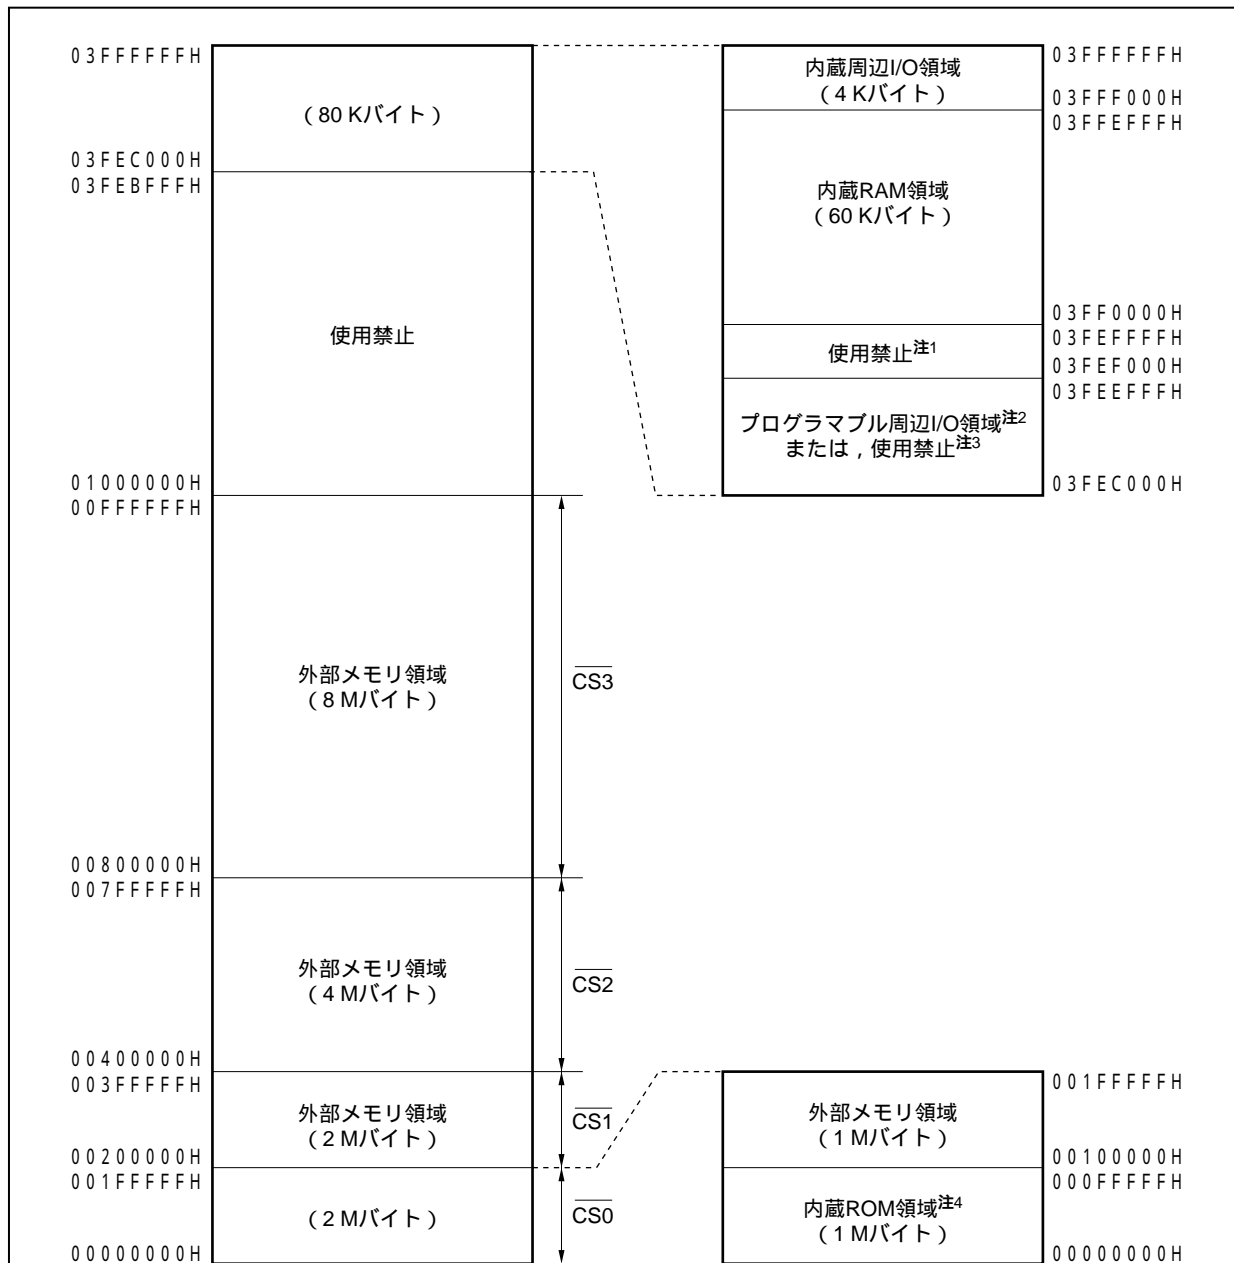 03FFFFFFH
(80 Kバイト)
03FEC000H
03FEBFFFH
使用禁止
01000000H
00FFFFFFH
外部メモリ領域
(8 Mバイト)
CS3
00800000H
007FFFFFH
外部メモリ領域
(4 Mバイト)
CS2
00400000H
003FFFFFH
外部メモリ領域
(2 Mバイト)
CS1
00200000H
001FFFFFH
(2 Mバイト)
CS0
00000000H
内蔵周辺I/O領域
(4 Kバイト)
03FFFFFFH
03FFF000H
03FFEFFFH
内蔵RAM領域
(60 Kバイト)
03FF0000H
03FEFFFFH
使用禁止注1
03FEF000H
03FEEFFFH
プログラマブル周辺I/O領域注2
または,使用禁止注3
03FEC000H
001FFFFFH
外部メモリ領域
(1 Mバイト)
00100000H
000FFFFFH
内蔵ROM領域注4
(1 Mバイト)
00000000H